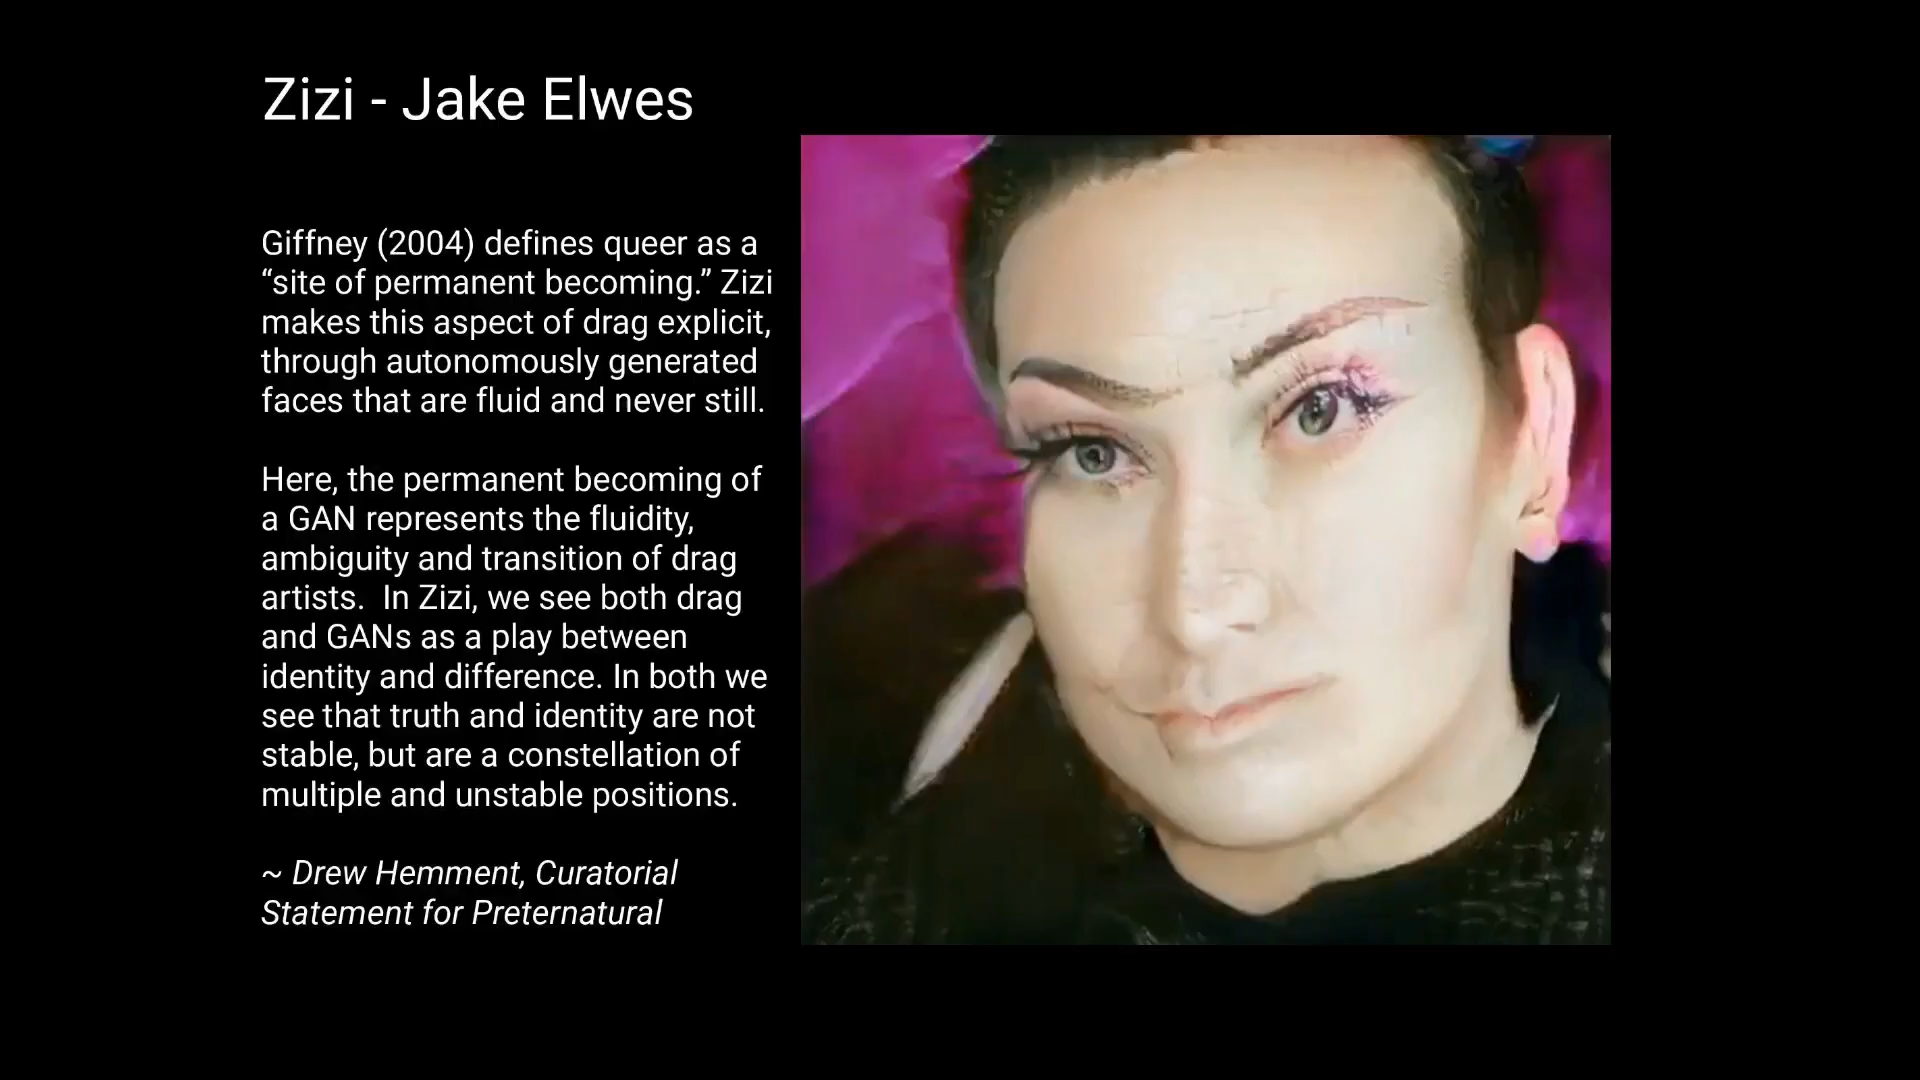 Zizi - Jake Elwes
Giffney (2004) defines queer as a
“site of permanent becoming.” Zizi
makes this aspect of drag explicit,
through autonomously generated
faces that are fluid and never still.
Here, the permanent becoming of
a GAN represents the fluidity,
ambiguity and transition of drag
artists.  In Zizi, we see both drag
and GANs as a play between
identity and difference. In both we
see that truth and identity are not
stable, but are a constellation of
multiple and unstable positions.
~ Drew Hemment, Curatorial
Statement for Preternatural